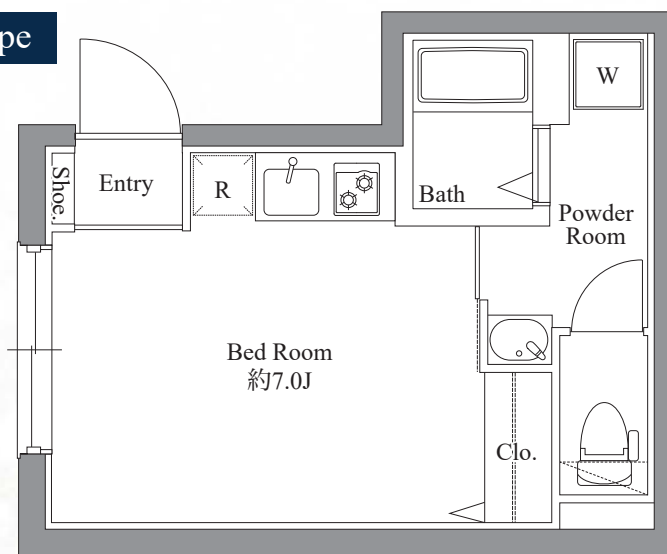 pe
W
Shoe.
Entry
R
Bath
Powder
Room
Bed Room
約7.0J
Clo.